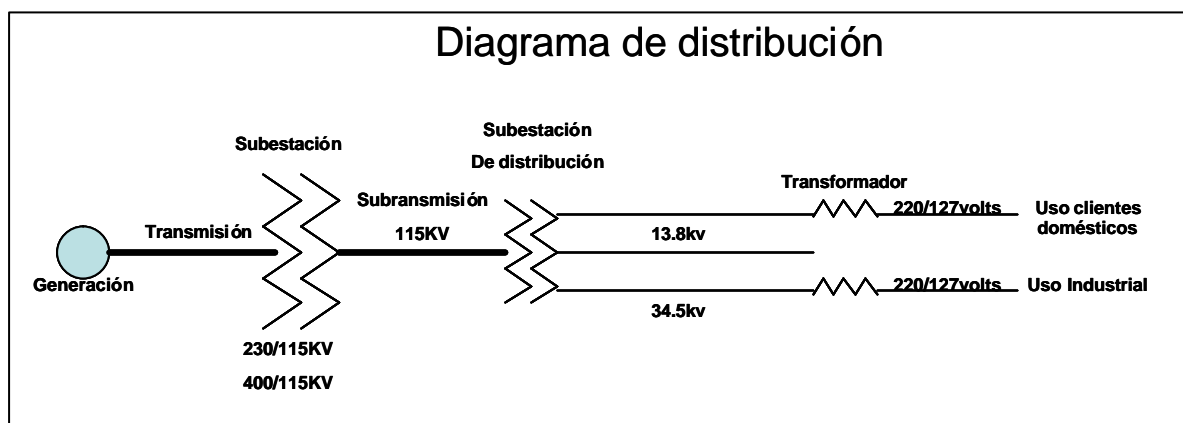 Diagrama de distribución
Subestación
Subestación
De distribución
Transmisión
Subransmisión
115KV
Generación
230/115KV
400/115KV
13.8kv
34.5kv
Transformador
220/127volts
Uso clientes
domésticos
220/127volts
Uso Industrial